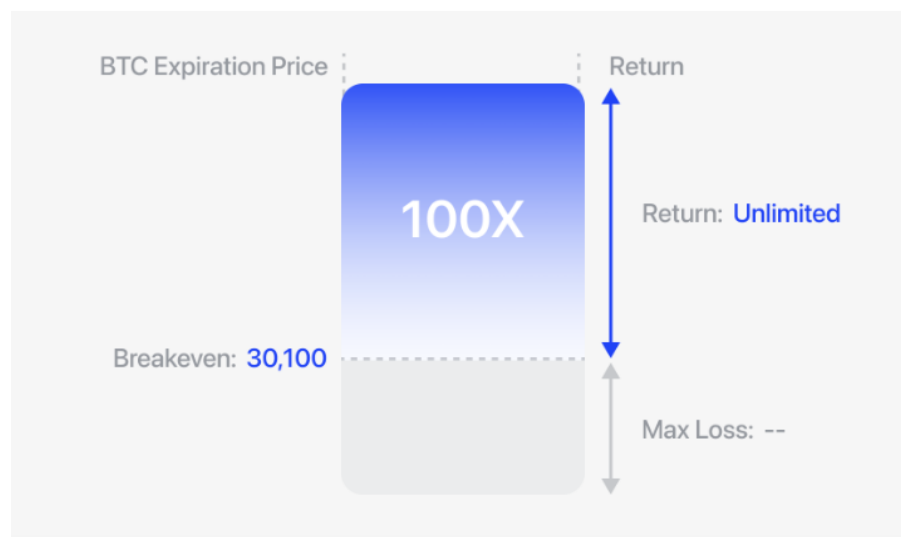 BTC Expiration Price
Return
100X
Return: Unlimited
Breakeven: 30,100
Max Loss: --